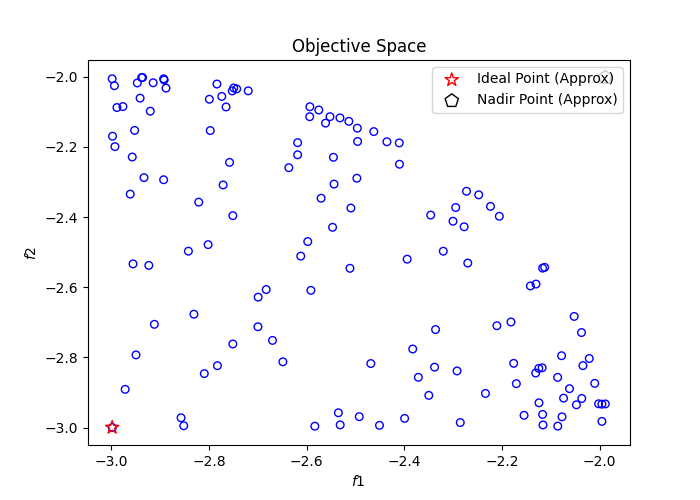 Objective Space
Ideal Point (Approx)
Nadir Point (Approx)
−2.0
−2.2
−2.4
−2.6
−2.8
−3.0
f2
−3.0 −2.8 −2.6 −2.4 −2.2 −2.0
f1